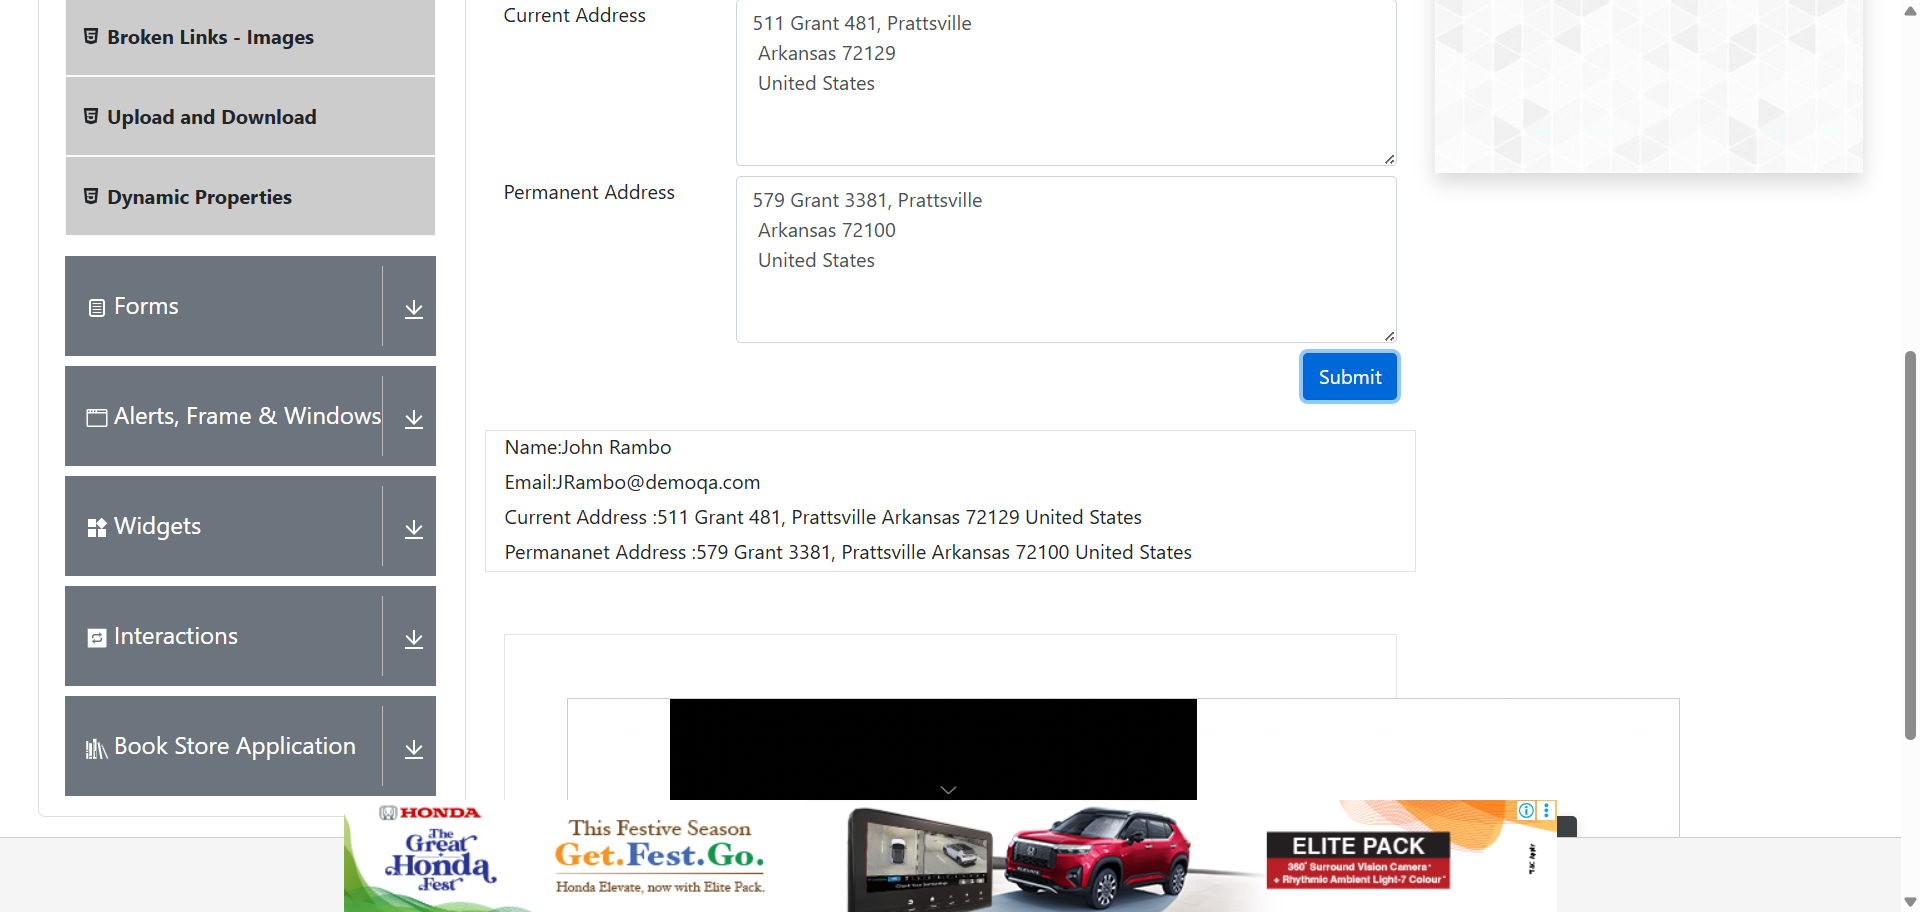 Broken Links - Images
Upload and Download
Dynamic Properties
Forms
Alerts, Frame & Windows
Widgets
Interactions
Book Store Application
Current Address
511 Grant 481, Prattsville
Arkansas 72129
United States
Permanent Address
579 Grant 3381, Prattsville
Arkansas 72100
United States
Submit
Name:John Rambo
Email:JRambo@demoqa.com
Current Address :511 Grant 481, Prattsville Arkansas 72129 United States
Permananet Address :579 Grant 3381, Prattsville Arkansas 72100 United States
HONDA
The
Great
Honda
Fest
This Festive Season
Get.Fest.Go.
Honda Elevate, now with Elite Pack.
ELITE PACK
360° Surround Vision Camera*
+ Rhythmic Ambient Light-7 Colour*
T&C Apply